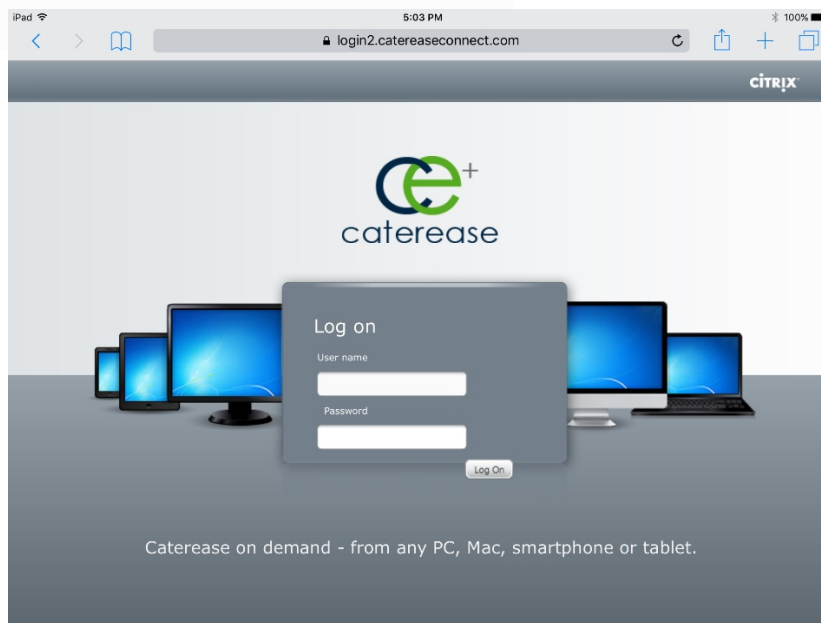 iPad 5:03 PM 100%
login2.catereaseconnect.com
CITRIX
ce+
caterease
Log on
User name
Password
Log On
Caterease on demand - from any PC, Mac, smartphone or tablet.